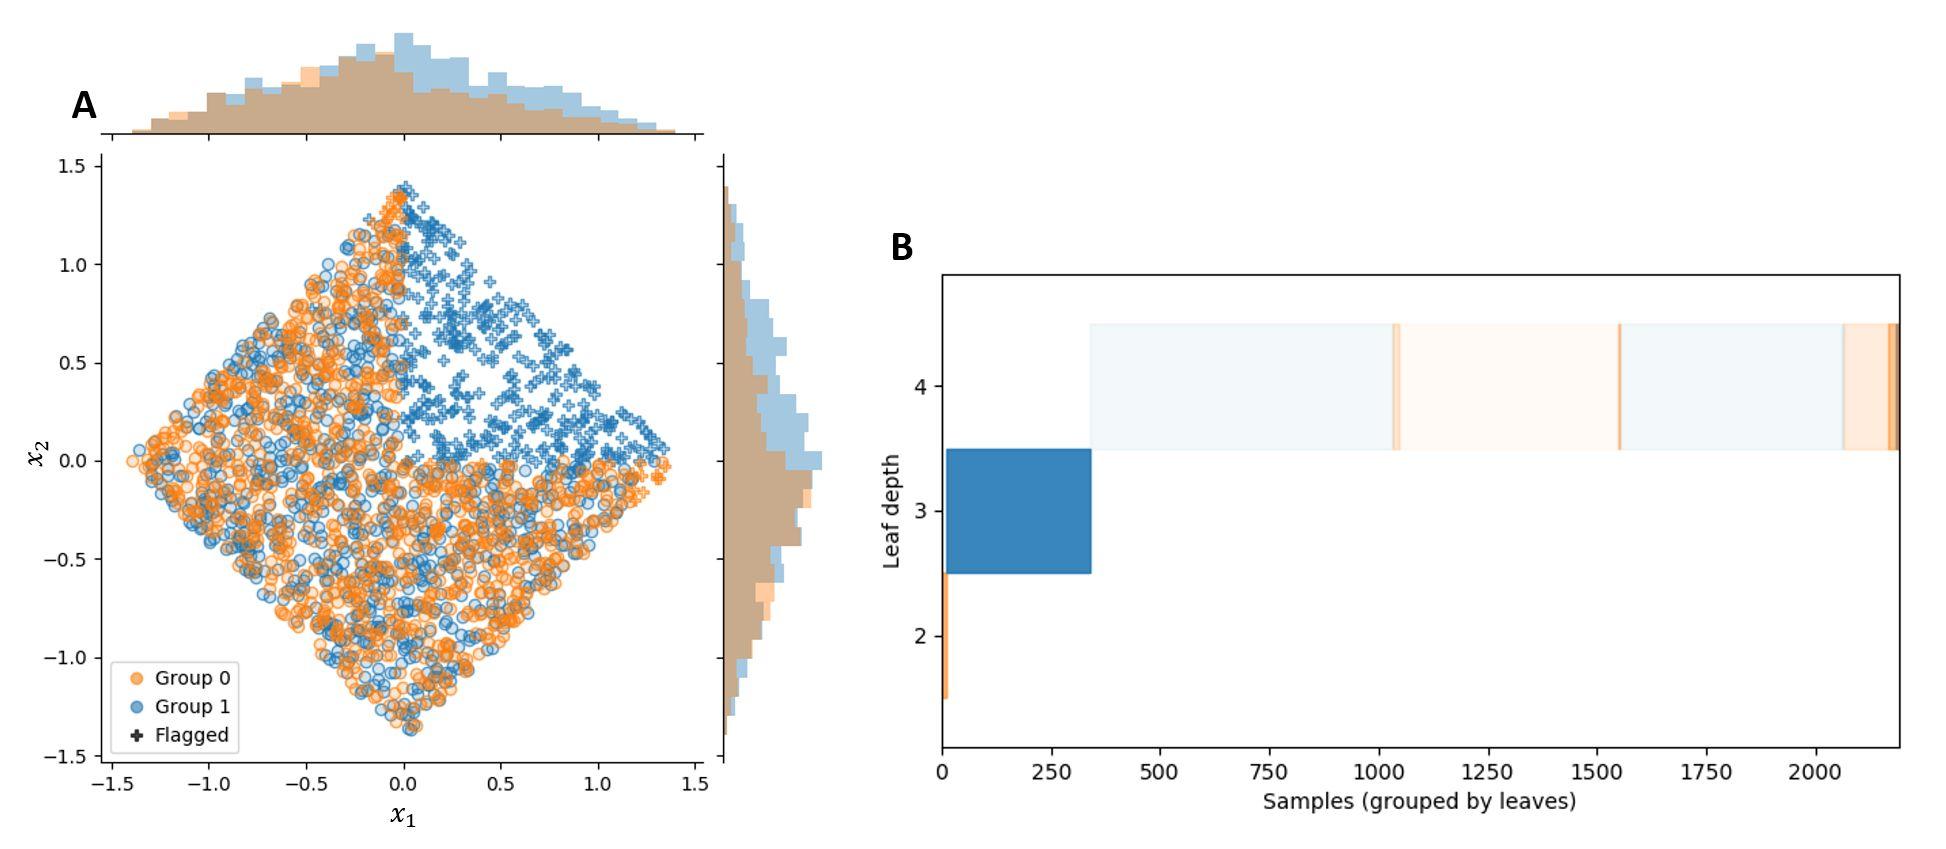 A
1.5
1.0
0.5
0.0
−0.5
−1.0
−1.5
x₂
Group 0
Group 1
Flagged
−1.5 −1.0 −0.5 0.0 0.5 1.0 1.5
x₁
B
4
3
2
Leaf depth
0 250 500 750 1000 1250 1500 1750 2000
Samples (grouped by leaves)